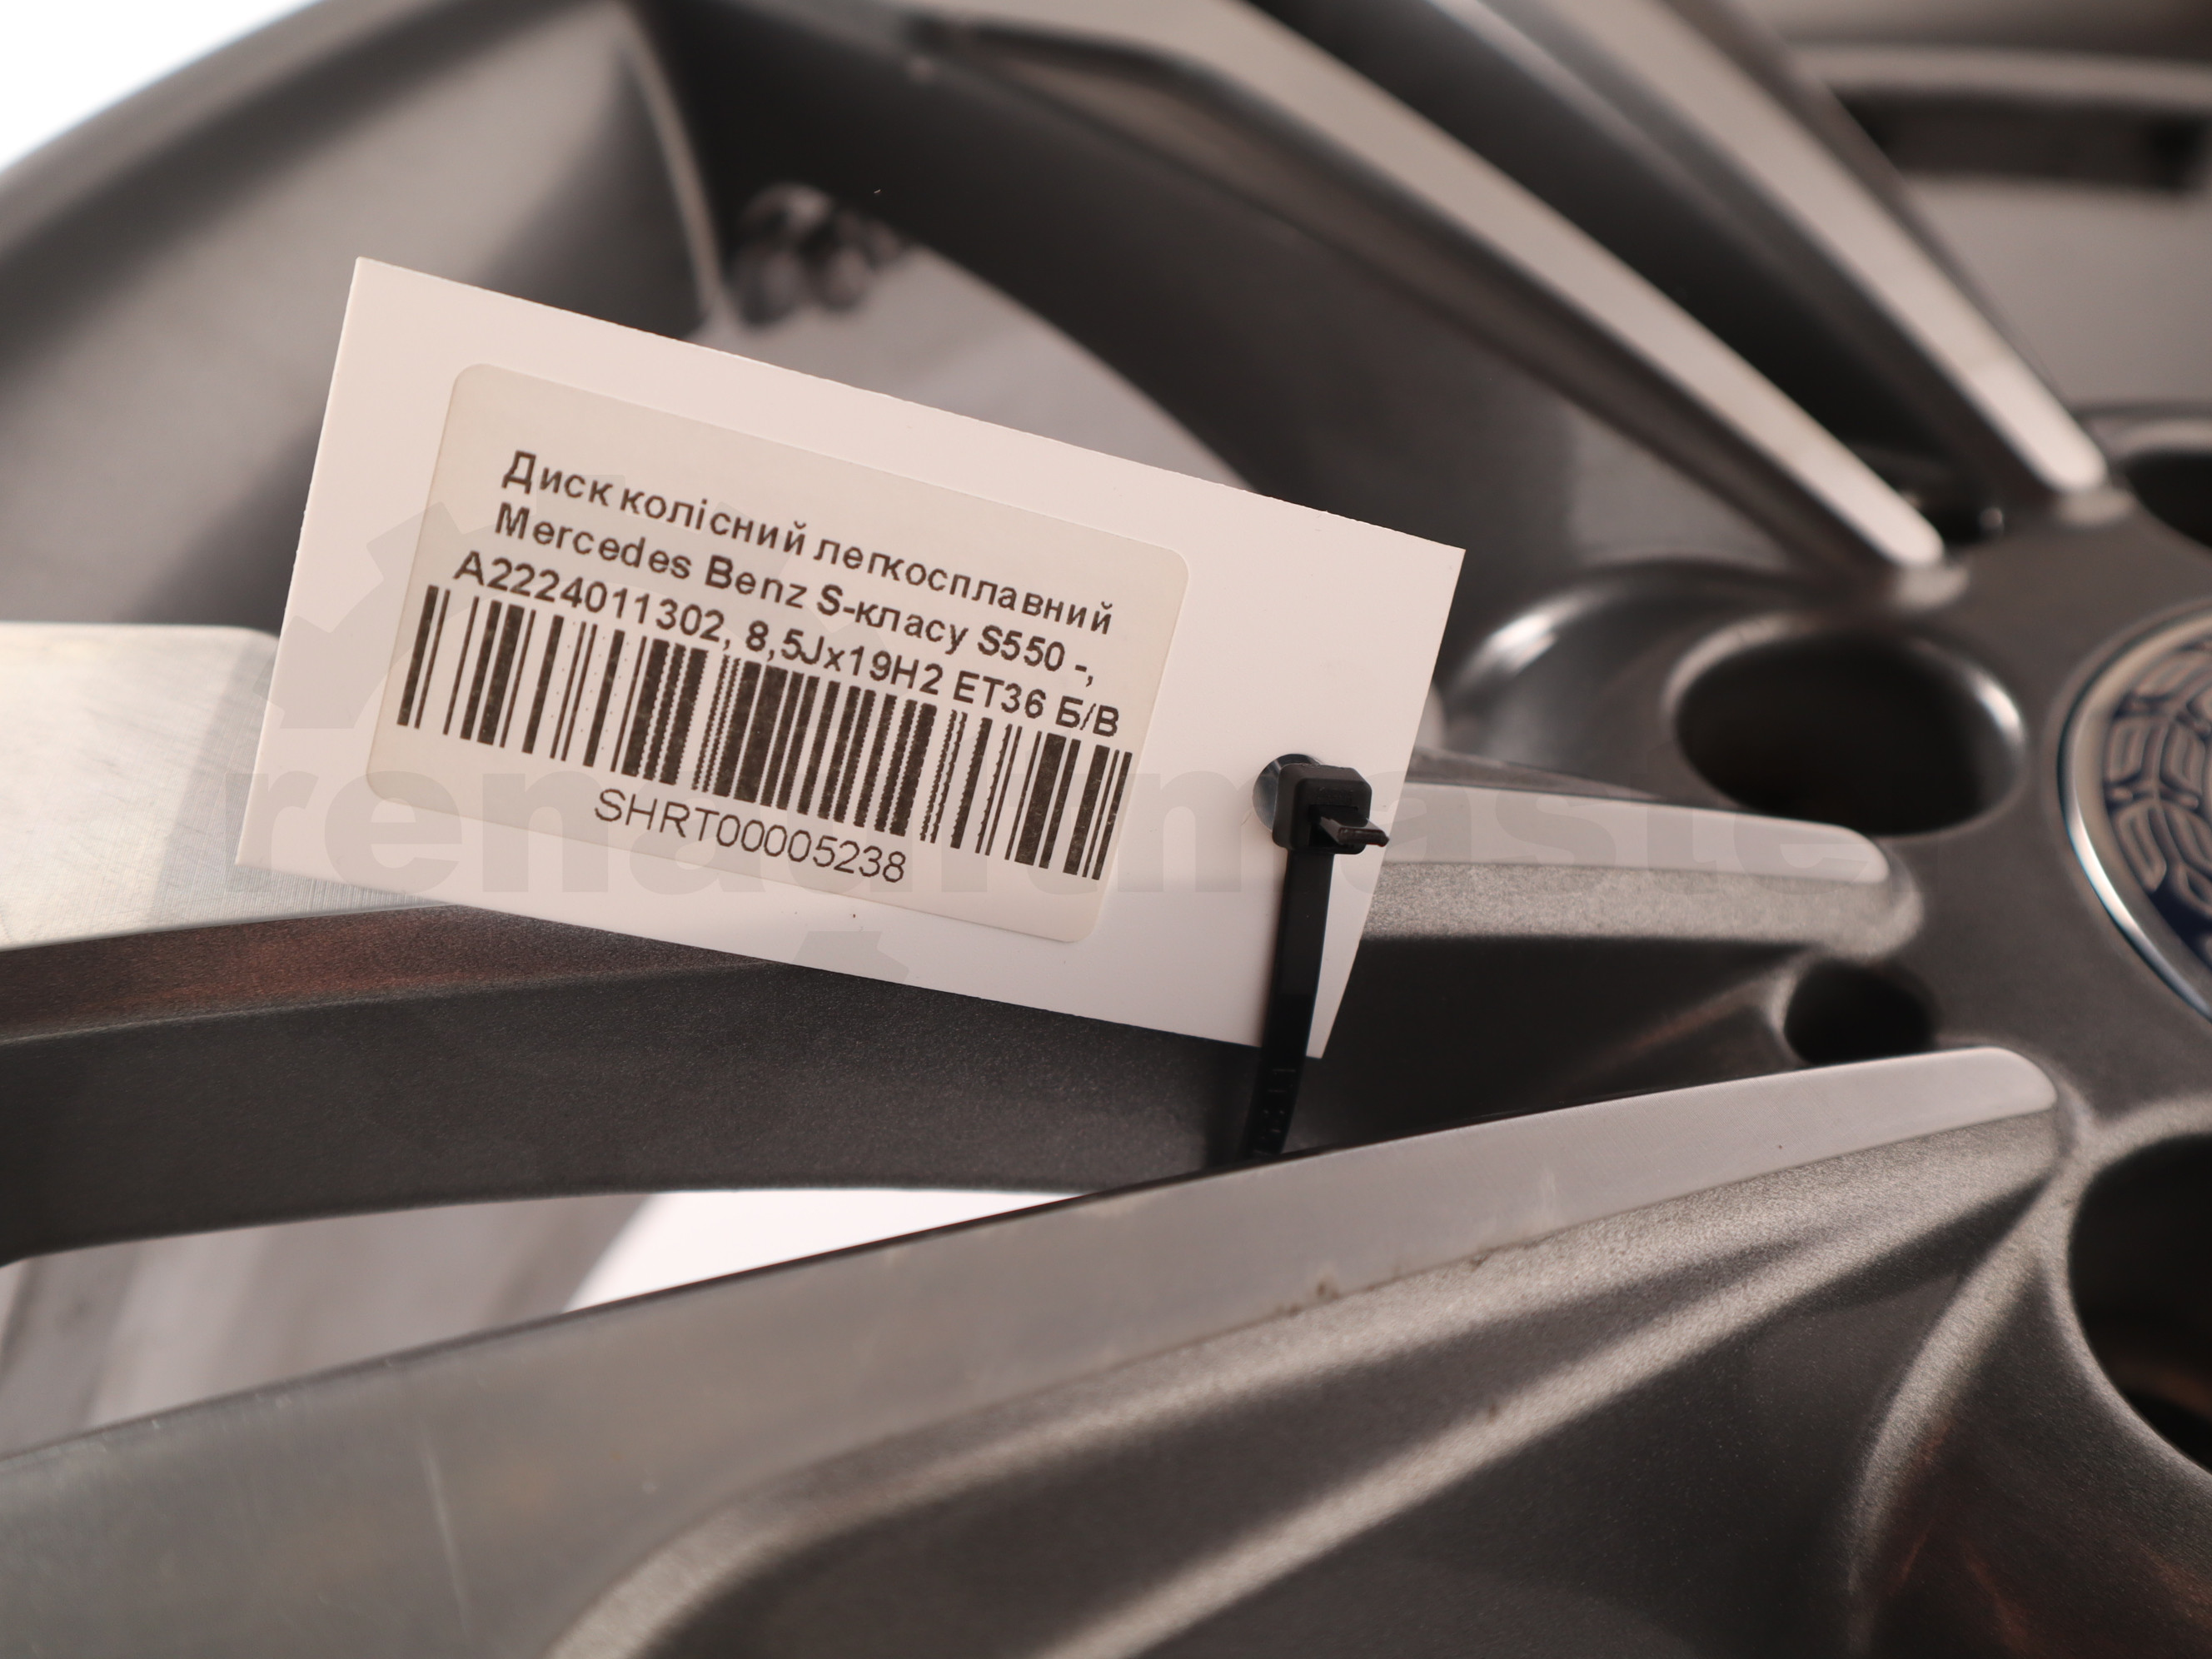 Диск колісний легкосплавний
Mercedes Benz S-класу S550 -,
A2224011302, 8,5Jx19H2 ET36 Б/В
SHRT00005238